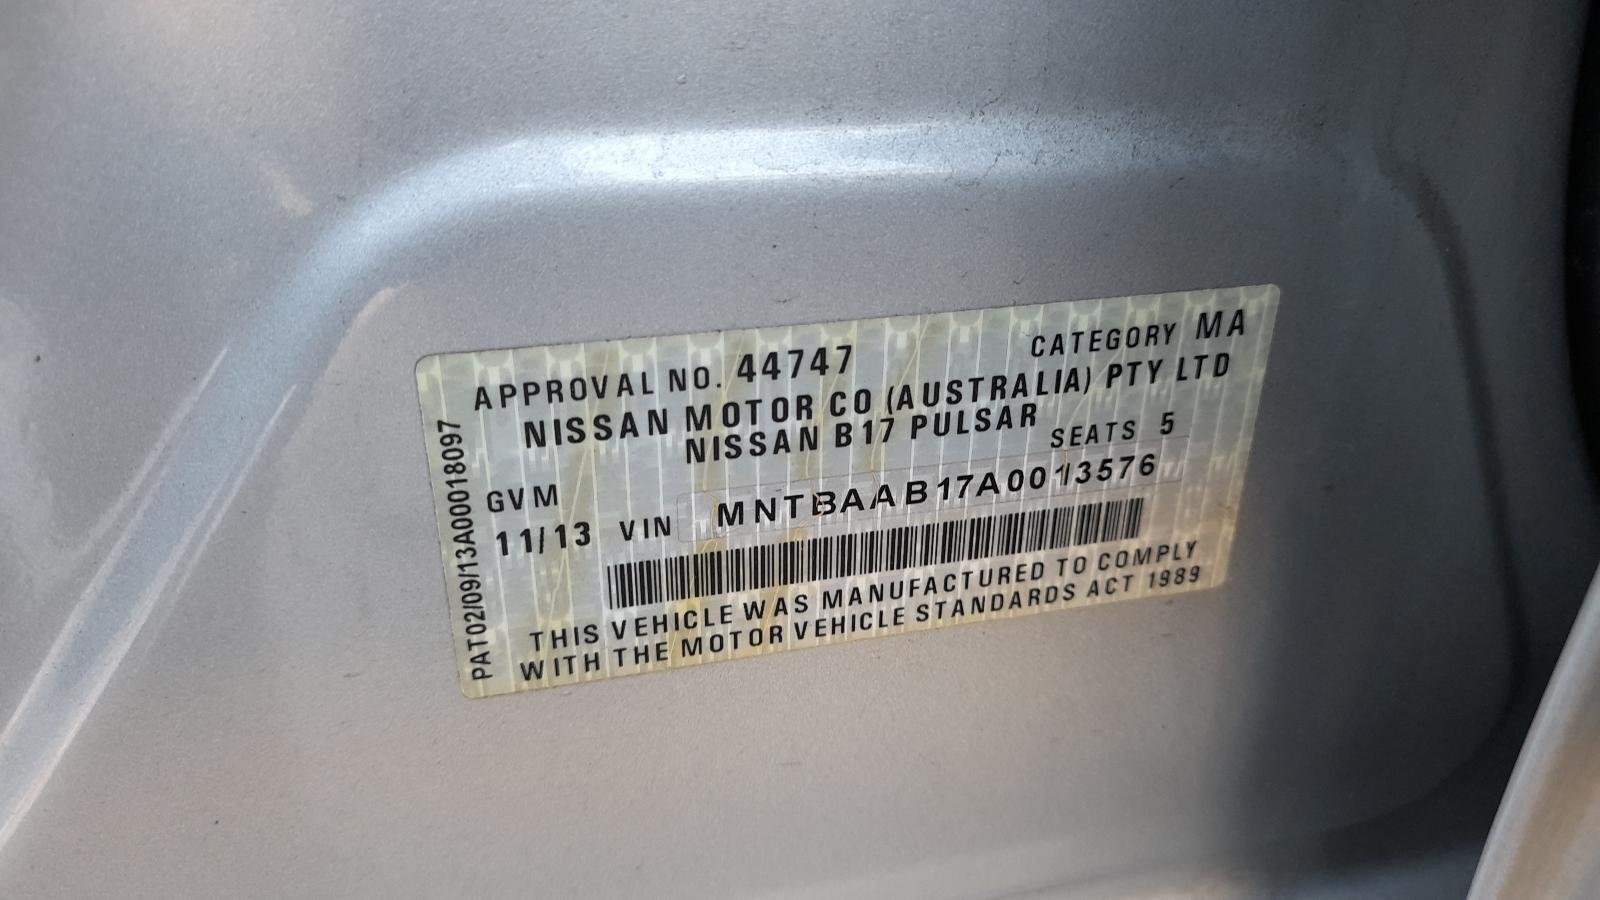 APPROVAL NO. 44747 CATEGORY MA
NISSAN MOTOR CO (AUSTRALIA) PTY LTD
NISSAN B17 PULSAR
SEATS 5
GVM
11/13 VIN MNTBAAB17A0013576
THIS VEHICLE WAS MANUFACTURED TO COMPLY
WITH THE MOTOR VEHICLE STANDARDS ACT 1989
PAT02/09/13A00018097